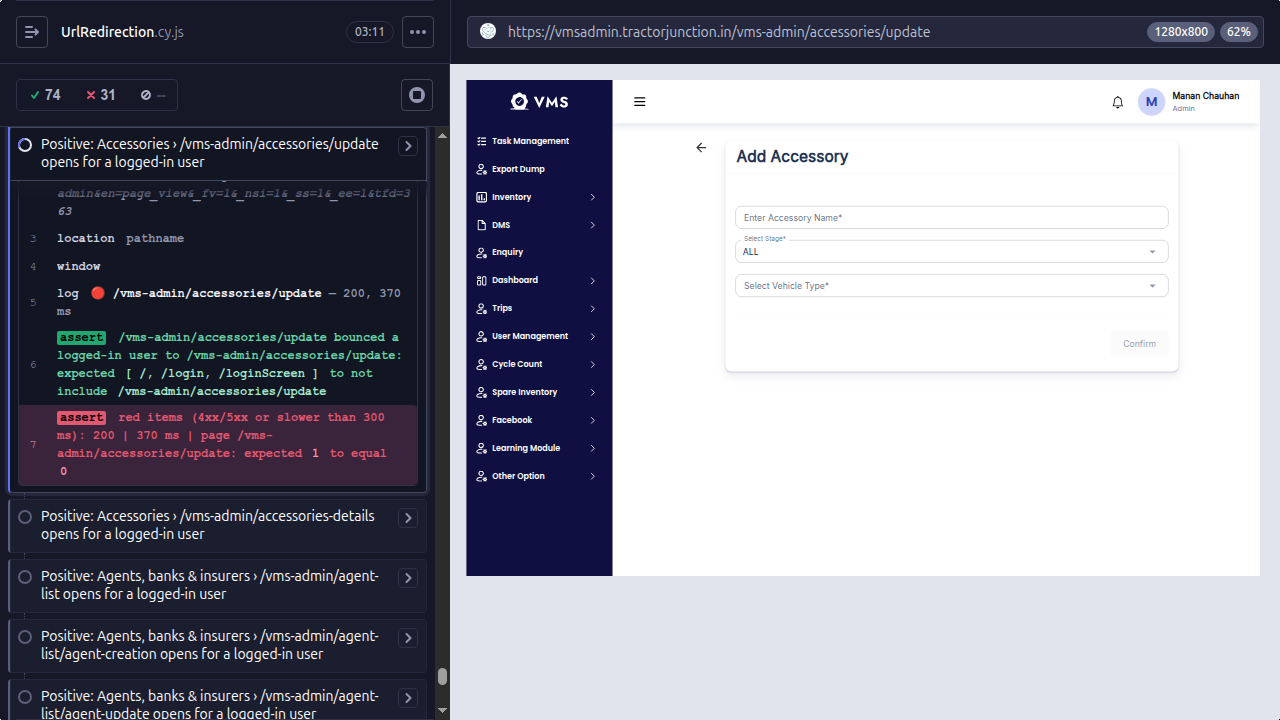 UrlRedirection.cy.js
03:11
74
31
--
Positive: Accessories › /vms-admin/accessories/update
opens for a logged-in user
admin&en=page_view&_fv=1&_nsi=1&_ss=1&_ee=1&tfd=3
63
3 location pathname
4 window
5 log 🔴 /vms-admin/accessories/update — 200, 370
ms
6 assert /vms-admin/accessories/update bounced a
logged-in user to /vms-admin/accessories/update:
expected [ /, /login, /loginScreen ] to not
include /vms-admin/accessories/update
7 assert red items (4xx/5xx or slower than 300
ms): 200 | 370 ms | page /vms-
admin/accessories/update: expected 1 to equal
0
Positive: Accessories › /vms-admin/accessories-details
opens for a logged-in user
Positive: Agents, banks & insurers › /vms-admin/agent-
list opens for a logged-in user
Positive: Agents, banks & insurers › /vms-admin/agent-
list/agent-creation opens for a logged-in user
Positive: Agents, banks & insurers › /vms-admin/agent-
list/agent-update opens for a logged-in user
https://vmsadmin.tractorjunction.in/vms-admin/accessories/update
1280x800
62%
VMS
Task Management
Export Dump
Inventory
DMS
Enquiry
Dashboard
Trips
User Management
Cycle Count
Spare Inventory
Facebook
Learning Module
Other Option
M
Manan Chauhan
Admin
Add Accessory
Enter Accessory Name*
Select Stage*
ALL
Select Vehicle Type*
Confirm